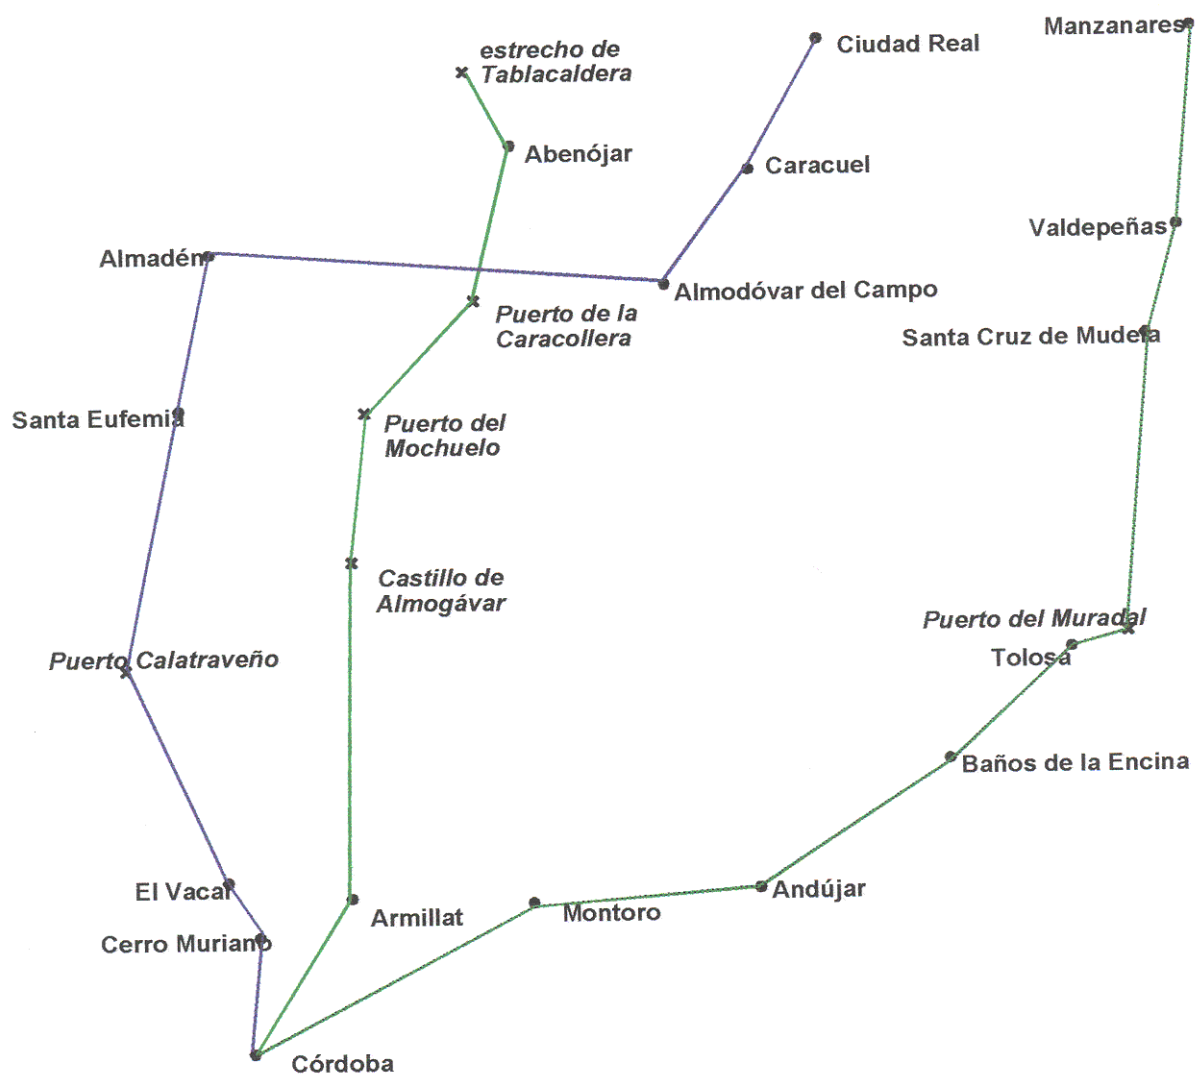 Manzanares
Ciudad Real
estrecho de
Tablacaldera
Abenójar
Caracuel
Valdepeñas
Almadén
Almodóvar del Campo
Puerto de la
Caracollera
Santa Cruz de Mudela
Santa Eufemia
Puerto del
Mochuelo
Castillo de
Almogávar
Puerto del Muradal
Tolosa
Puerto Calatraveño
Baños de la Encina
El Vacar
Andújar
Armillat
Montoro
Cerro Muriano
Córdoba